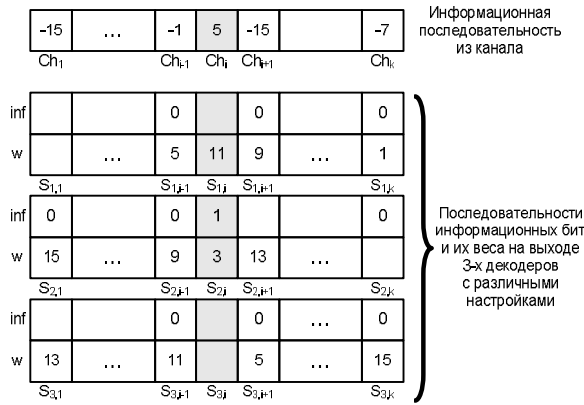 -15 ... -1 5 -15 -7
Ch1 Chi-1 Chi Chi+1 Chk
Информационная
последовательность
из канала
inf 0 0
w ... 5 11 9 ... 1
S1,1 S1,i-1 S1,i S1,i+1 S1,k
inf 0 0 1 0
w 15 ... 9 3 13 ...
S2,1 S2,i-1 S2,i S2,i+1 S2,k
inf 0 0 ... 0
w 13 ... 11 5 ... 15
S3,1 S3,i-1 S3,i S3,i+1 S3,k
Последовательности
информационных бит
и их веса на выходе
3-х декодеров
с различными
настройками